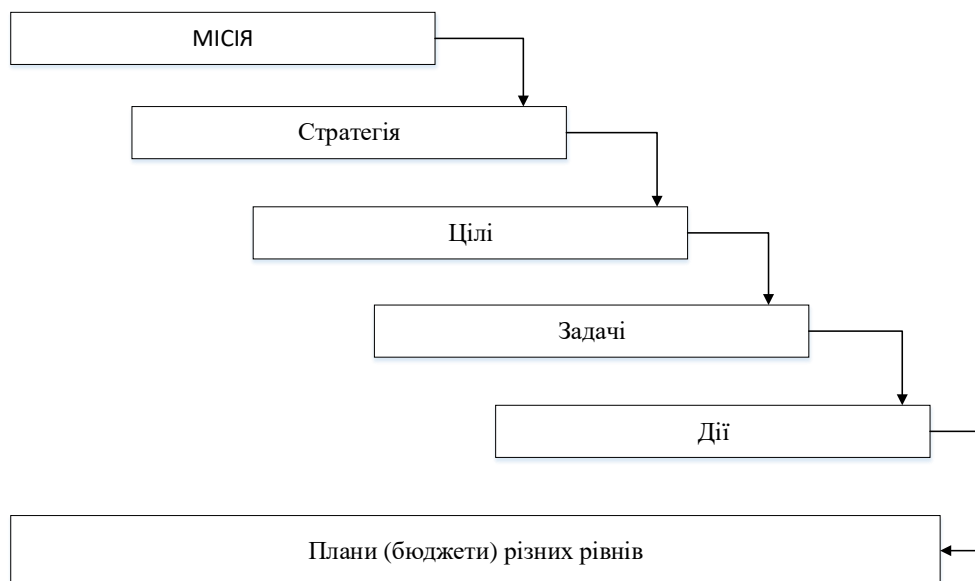 МІСІЯ
Стратегія
Цілі
Задачі
Дії
Плани (бюджети) різних рівнів